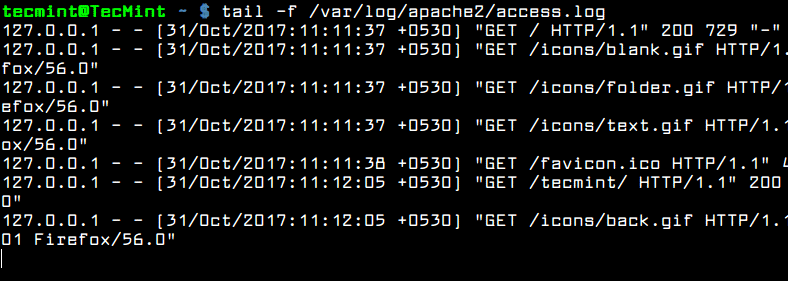 tecmint@TecMint ~ $ tail -f /var/log/apache2/access.log
127.0.0.1 - - [31/Oct/2017:11:11:37 +0530] "GET / HTTP/1.1" 200 729 "-"
127.0.0.1 - - [31/Oct/2017:11:11:37 +0530] "GET /icons/blank.gif HTTP/1.
fox/56.0"
127.0.0.1 - - [31/Oct/2017:11:11:37 +0530] "GET /icons/folder.gif HTTP/1
efox/56.0"
127.0.0.1 - - [31/Oct/2017:11:11:37 +0530] "GET /icons/text.gif HTTP/1.1
ox/56.0"
127.0.0.1 - - [31/Oct/2017:11:11:38 +0530] "GET /favicon.ico HTTP/1.1" 4
127.0.0.1 - - [31/Oct/2017:11:12:05 +0530] "GET /tecmint/ HTTP/1.1" 200
0"
127.0.0.1 - - [31/Oct/2017:11:12:05 +0530] "GET /icons/back.gif HTTP/1.1
01 Firefox/56.0"